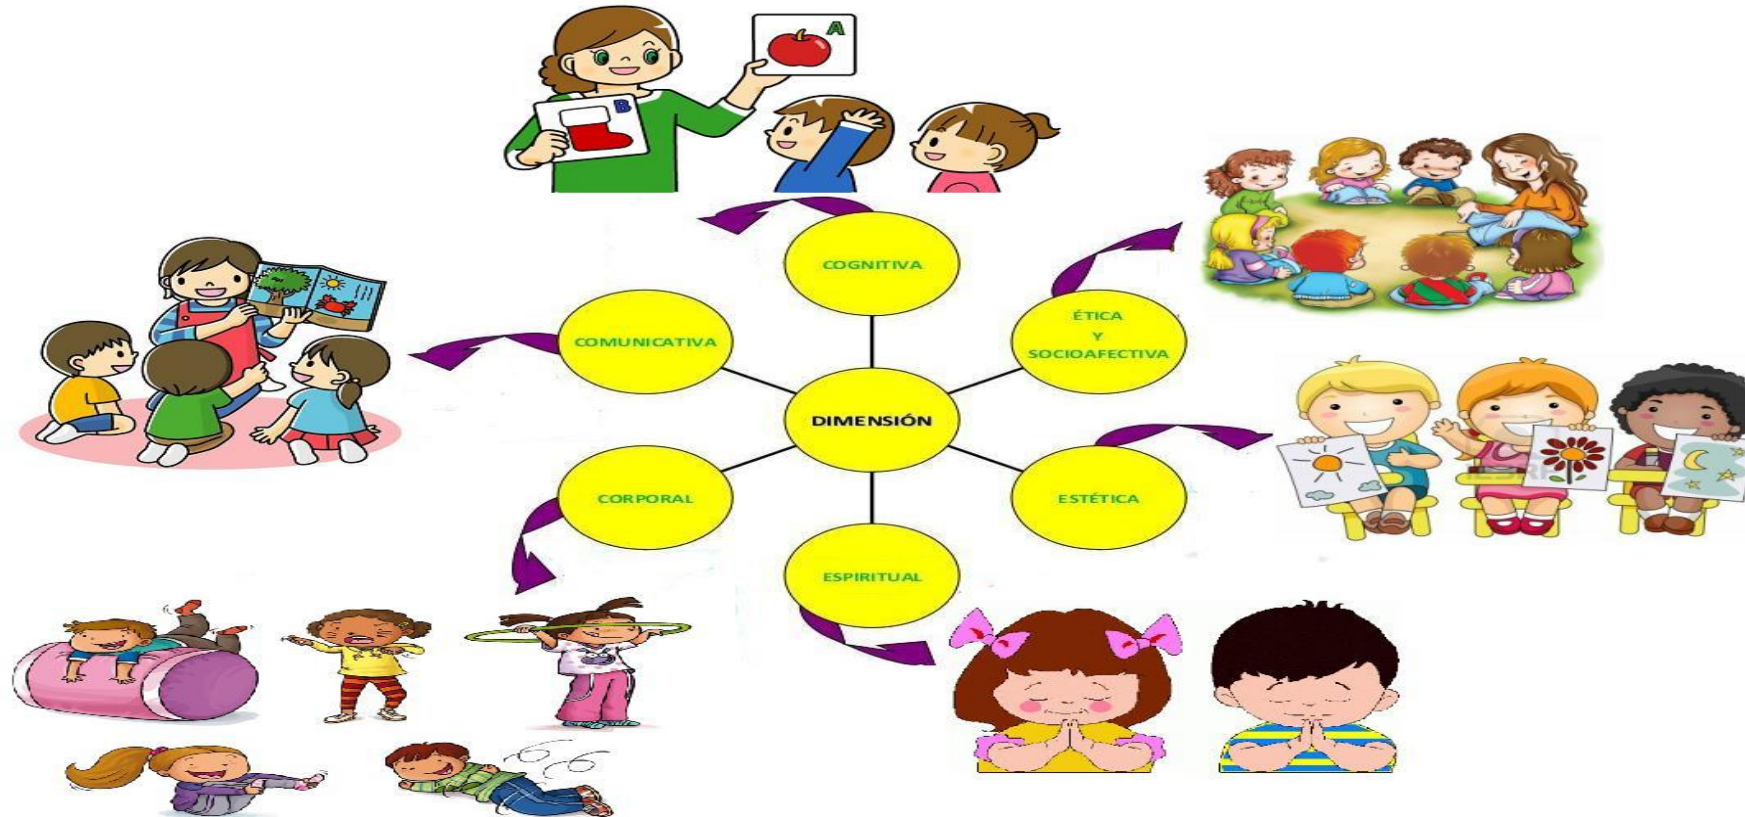 A
B
COGNITIVA
ÉTICA
Y
SOCIOAFECTIVA
COMUNICATIVA
DIMENSIÓN
CORPORAL
ESTÉTICA
ESPIRITUAL